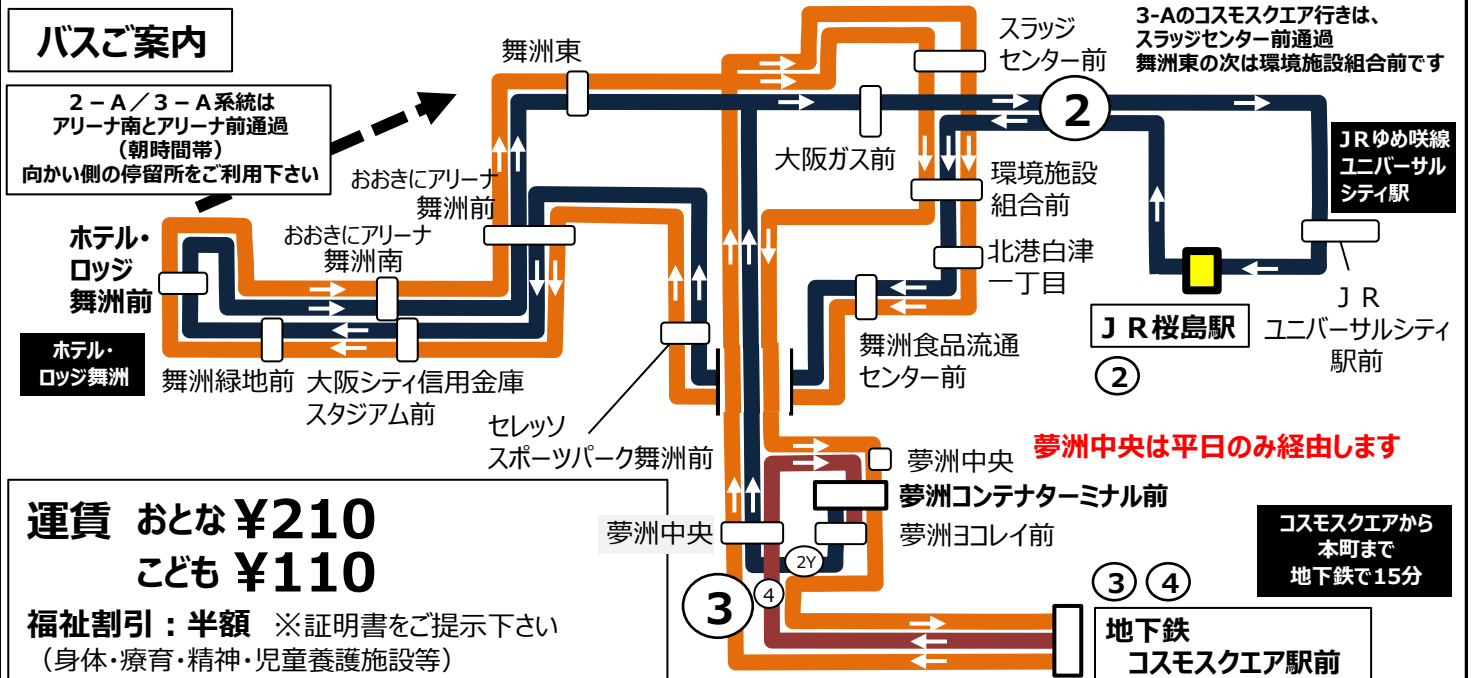 バスご案内
２－Ａ／３－Ａ系統は
アリーナ南とアリーナ前通過
（朝時間帯）
向かい側の停留所をご利用下さい
舞洲東
スラッジ
センター前
3-Aのコスモスクエア行きは、
スラッジセンター前通過
舞洲東の次は環境施設組合前です
2
大阪ガス前
ＪＲゆめ咲線
ユニバーサル
シティ駅
おおきにアリーナ
舞洲前
環境施設
組合前
ホテル・
ロッジ
舞洲前
おおきにアリーナ
舞洲南
北港白津
一丁目
ＪＲ桜島駅
2
ＪＲ
ユニバーサルシティ
駅前
ホテル・
ロッジ舞洲
舞洲緑地前
大阪シティ信用金庫
スタジアム前
舞洲食品流通
センター前
セレッソ
スポーツパーク舞洲前
夢洲中央は平日のみ経由します
夢洲中央
夢洲コンテナターミナル前
夢洲中央
夢洲ヨコレイ前
2Y
4
3
コスモスクエアから
本町まで
地下鉄で15分
3 4
地下鉄
コスモスクエア駅前
運賃 おとな ¥210
こども ¥110
福祉割引：半額 ※証明書をご提示下さい
（身体・療育・精神・児童養護施設等）